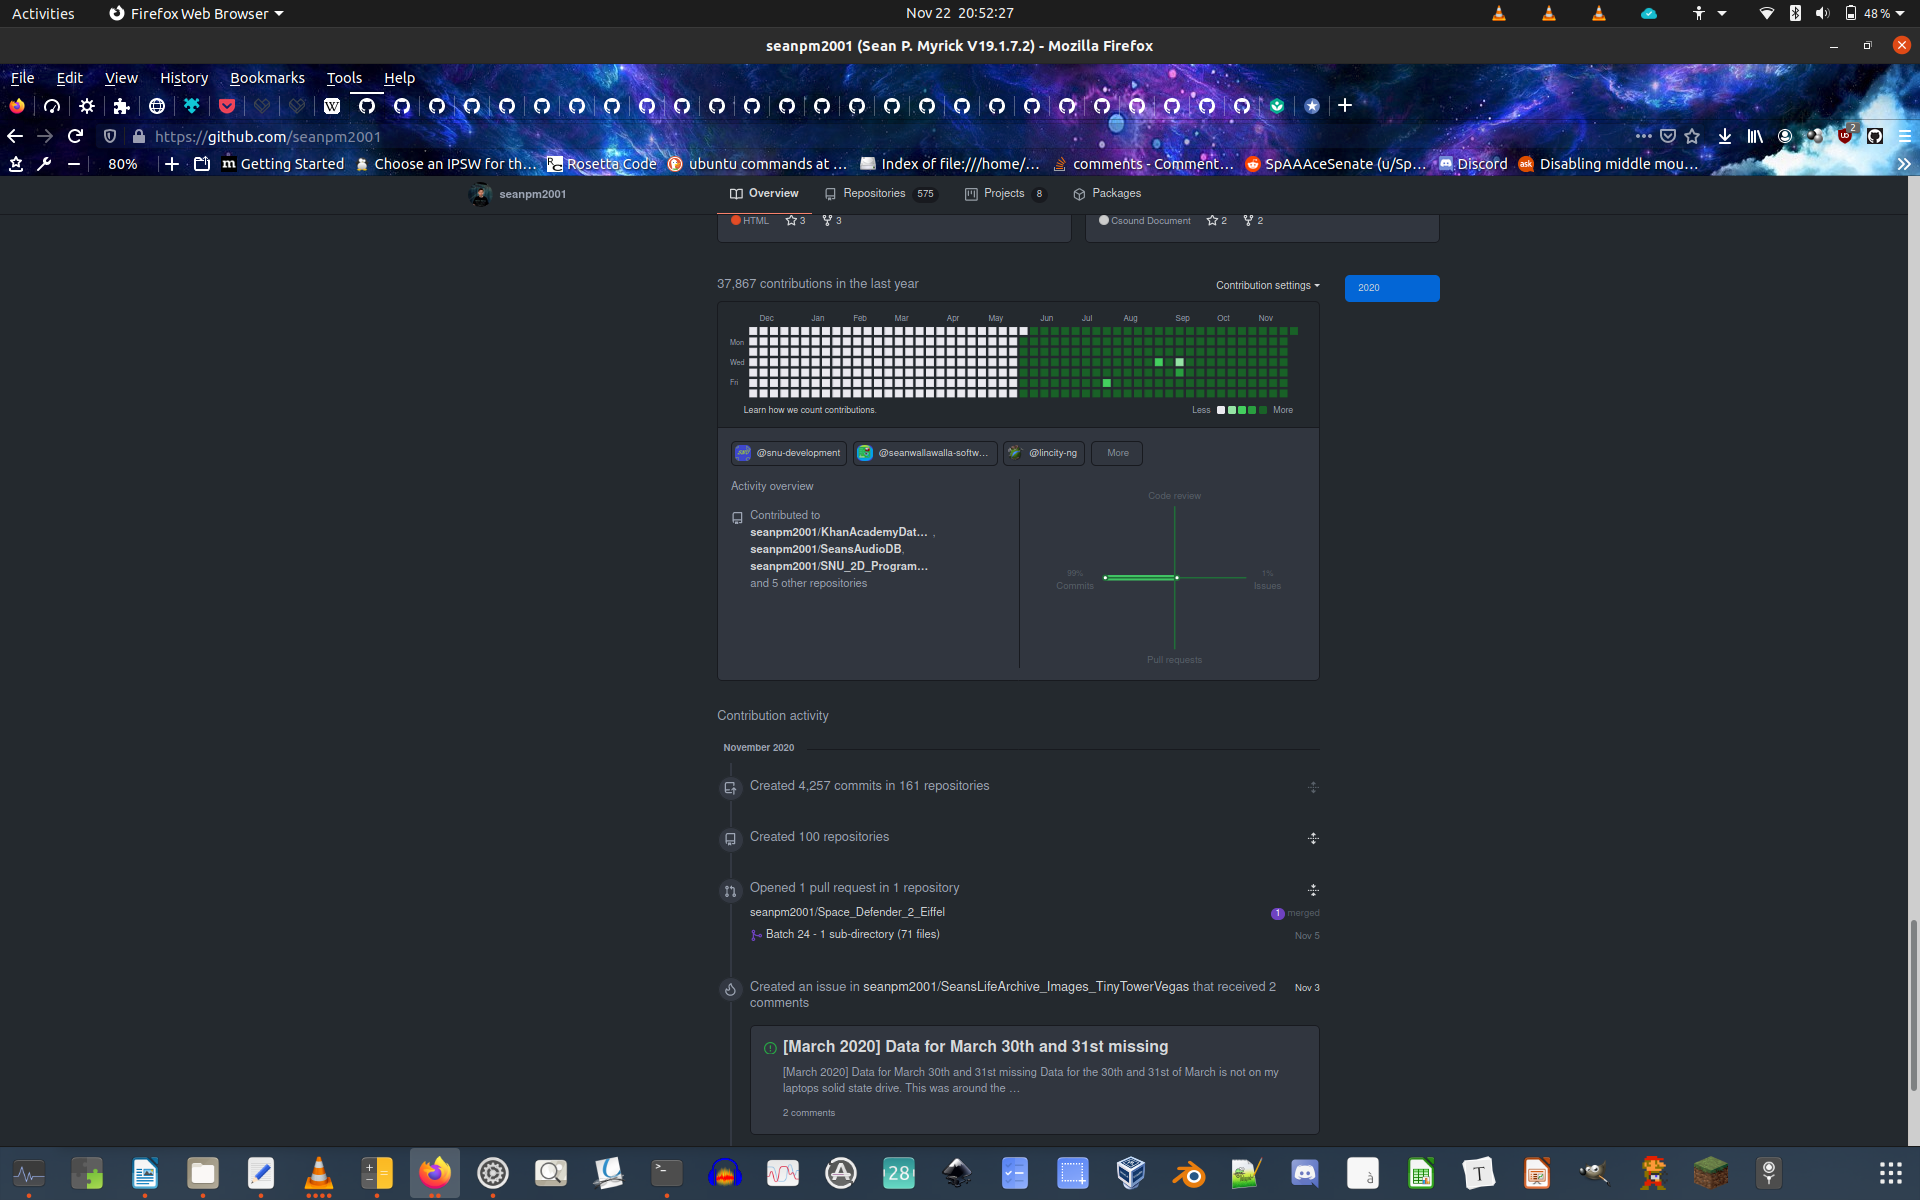 Activities
Firefox Web Browser
Nov 22 20:52:27
48 %
seanpm2001 (Sean P. Myrick V19.1.7.2) - Mozilla Firefox
File Edit View History Bookmarks Tools Help
https://github.com/seanpm2001
2
80%
Getting Started
Choose an IPSW for th…
Rosetta Code
ubuntu commands at …
Index of file:///home/…
comments - Comment…
SpAAAceSenate (u/Sp…
Discord
Disabling middle mou…
seanpm2001
Overview
Repositories 575
Projects 8
Packages
HTML 3 3
Csound Document 2 2
37,867 contributions in the last year
Contribution settings
2020
Dec Jan Feb Mar Apr May Jun Jul Aug Sep Oct Nov
Mon
Wed
Fri
Learn how we count contributions.
Less More
@snu-development
@seanwallawalla-softw…
@lincity-ng
More
Activity overview
Contributed to
seanpm2001/KhanAcademyDat… ,
seanpm2001/SeansAudioDB,
seanpm2001/SNU_2D_Program…
and 5 other repositories
Code review
99%
Commits
1%
Issues
Pull requests
Contribution activity
November 2020
Created 4,257 commits in 161 repositories
Created 100 repositories
Opened 1 pull request in 1 repository
seanpm2001/Space_Defender_2_Eiffel
1 merged
Batch 24 - 1 sub-directory (71 files)
Nov 5
Created an issue in seanpm2001/SeansLifeArchive_Images_TinyTowerVegas that received 2
comments
Nov 3
[March 2020] Data for March 30th and 31st missing
[March 2020] Data for March 30th and 31st missing Data for the 30th and 31st of March is not on my
laptops solid state drive. This was around the …
2 comments
28